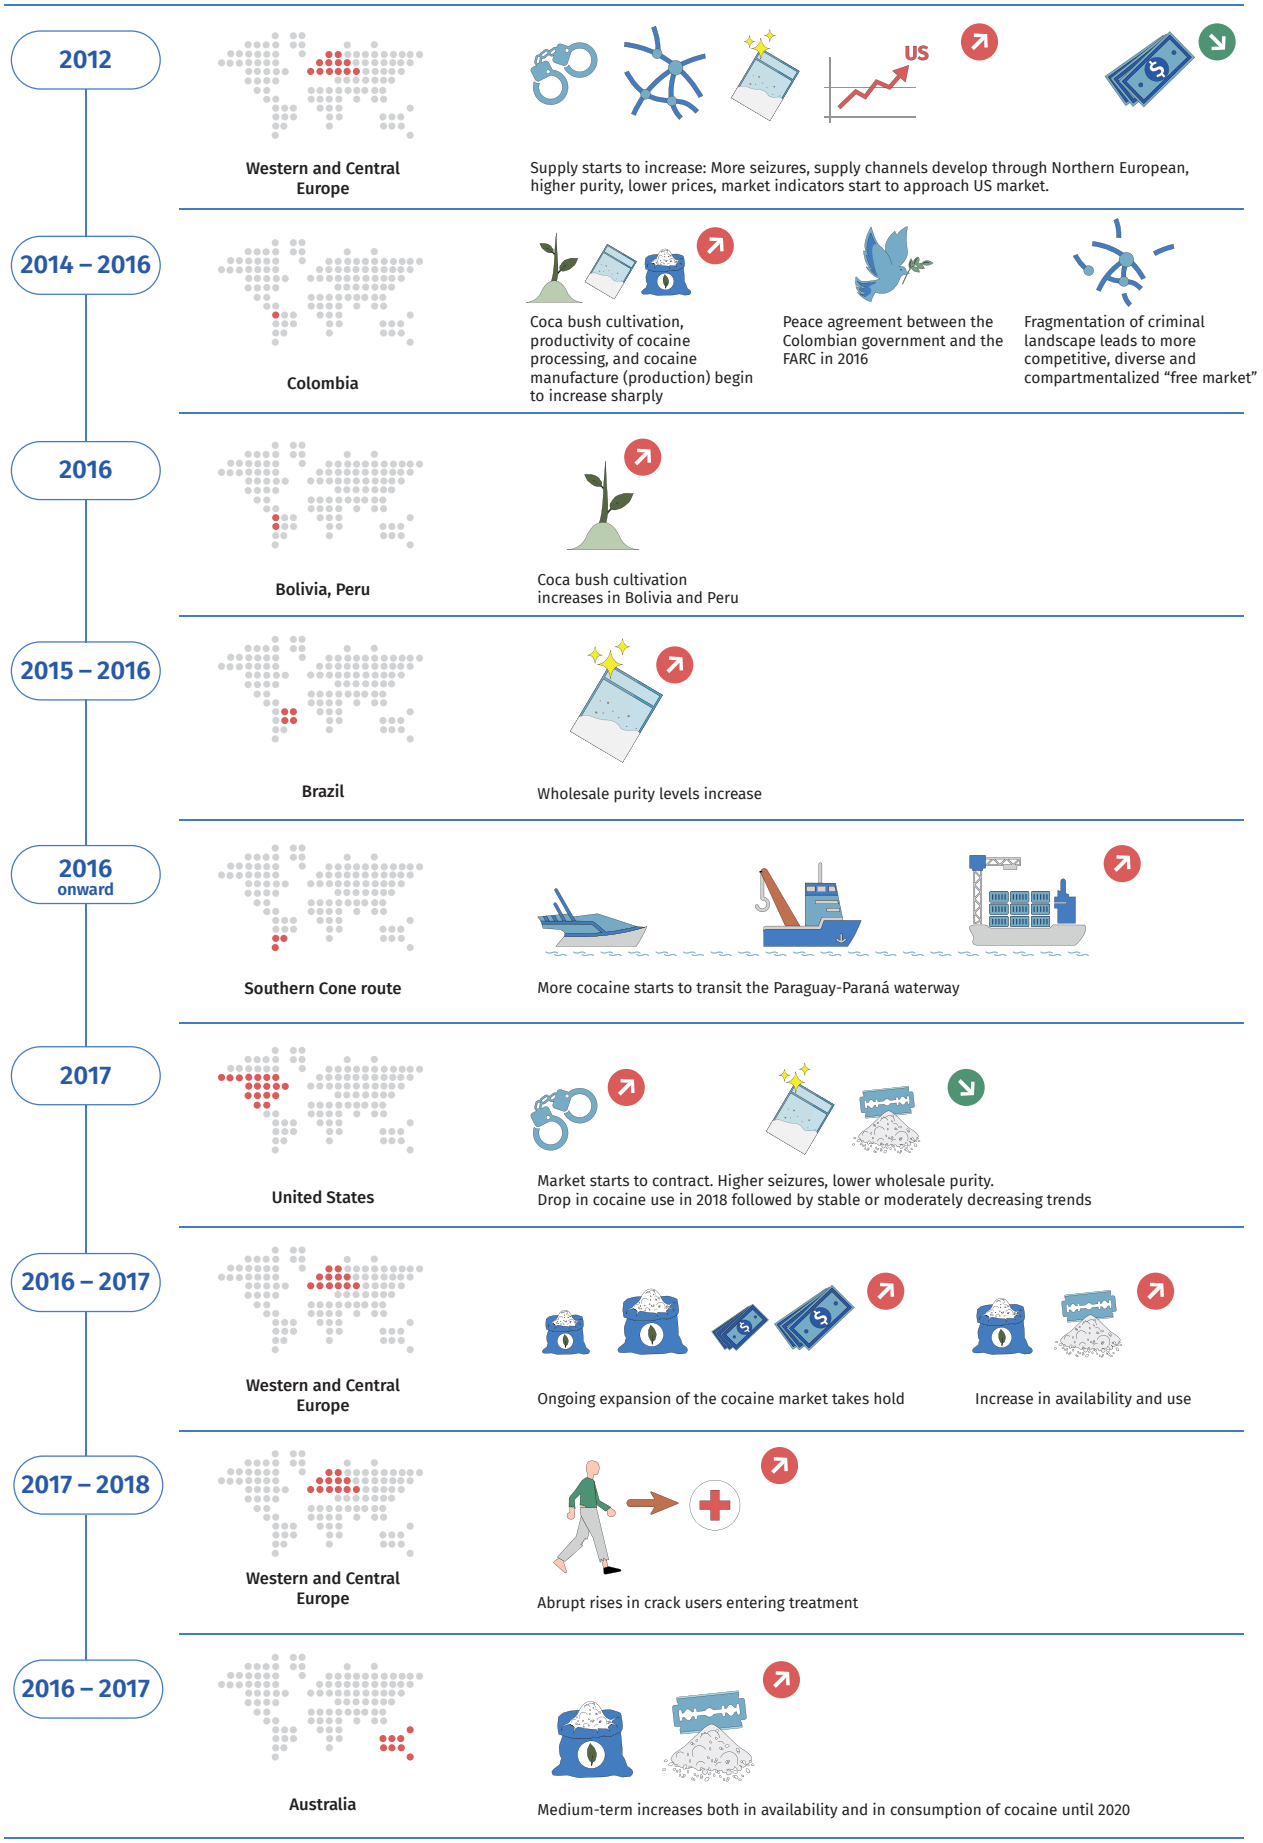 2012
US
Western and Central
Europe
Supply starts to increase: More seizures, supply channels develop through Northern European,
higher purity, lower prices, market indicators start to approach US market.
2014 – 2016
Colombia
Coca bush cultivation,
productivity of cocaine
processing, and cocaine
manufacture (production) begin
to increase sharply
Peace agreement between the
Colombian government and the
FARC in 2016
Fragmentation of criminal
landscape leads to more
competitive, diverse and
compartmentalized “free market”
2016
Bolivia, Peru
Coca bush cultivation
increases in Bolivia and Peru
2015 – 2016
Brazil
Wholesale purity levels increase
2016
onward
Southern Cone route
More cocaine starts to transit the Paraguay-Paraná waterway
2017
United States
Market starts to contract. Higher seizures, lower wholesale purity.
Drop in cocaine use in 2018 followed by stable or moderately decreasing trends
2016 – 2017
Western and Central
Europe
Ongoing expansion of the cocaine market takes hold
Increase in availability and use
2017 – 2018
Western and Central
Europe
Abrupt rises in crack users entering treatment
2016 – 2017
Australia
Medium-term increases both in availability and in consumption of cocaine until 2020